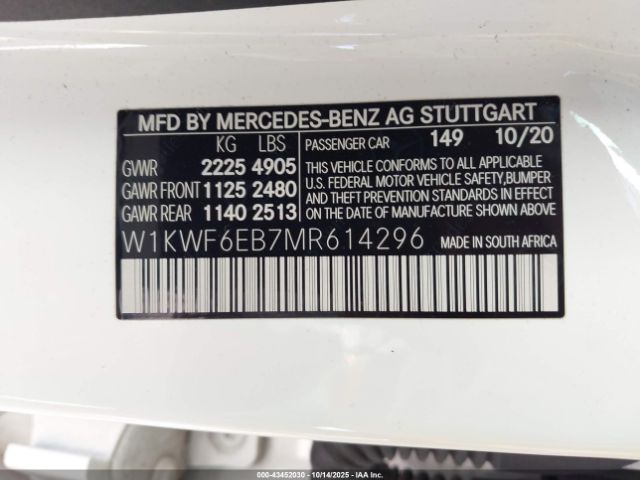 MFD BY MERCEDES-BENZ AG STUTTGART
KG LBS PASSENGER CAR 149 10/20
GVWR 2225 4905
GAWR FRONT 1125 2480
GAWR REAR 1140 2513
THIS VEHICLE CONFORMS TO ALL APPLICABLE
U.S. FEDERAL MOTOR VEHICLE SAFETY,BUMPER
AND THEFT PREVENTION STANDARDS IN EFFECT
ON THE DATE OF MANUFACTURE SHOWN ABOVE.
W1KWF6EB7MR614296 MADE IN SOUTH AFRICA
000-43452030 - 10/14/2025 - IAA Inc.